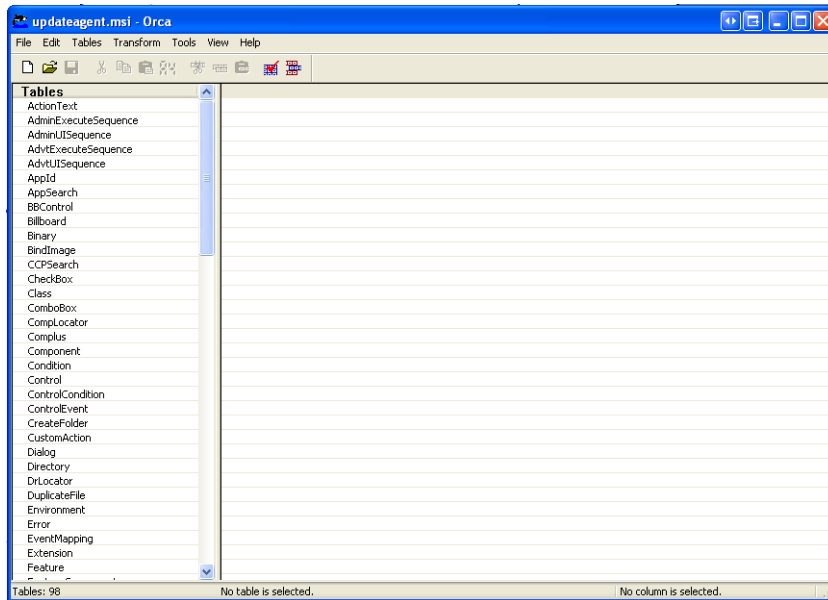 updateagent.msi - Orca
File Edit Tables Transform Tools View Help
Tables
ActionText
AdminExecuteSequence
AdminUISequence
AdvtExecuteSequence
AdvtUISequence
AppId
AppSearch
BBControl
Billboard
Binary
BindImage
CCPSearch
CheckBox
Class
ComboBox
CompLocator
Complus
Component
Condition
Control
ControlCondition
ControlEvent
CreateFolder
CustomAction
Dialog
Directory
DrLocator
DuplicateFile
Environment
Error
EventMapping
Extension
Feature
Tables: 98 No table is selected. No column is selected.